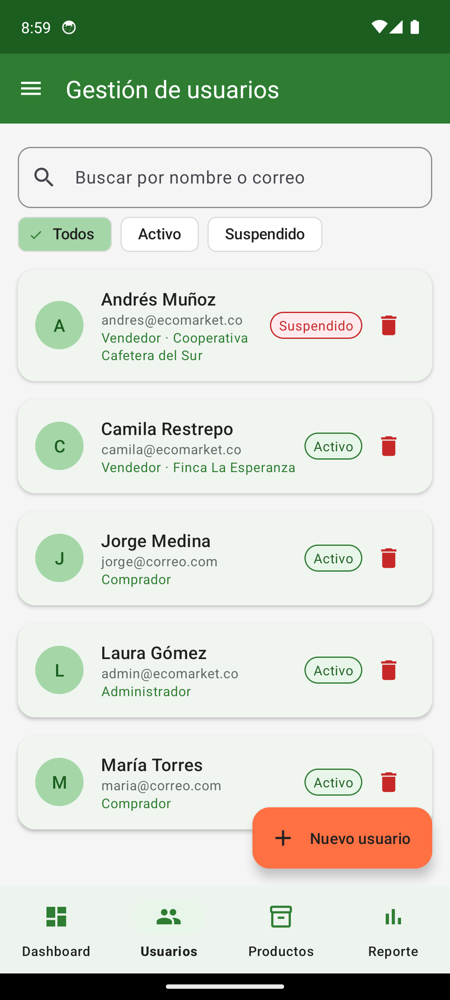 8:59
Gestión de usuarios
Buscar por nombre o correo
Todos
Activo
Suspendido
A
Andrés Muñoz
andres@ecomarket.co
Vendedor · Cooperativa
Cafetera del Sur
Suspendido
C
Camila Restrepo
camila@ecomarket.co
Vendedor · Finca La Esperanza
Activo
J
Jorge Medina
jorge@correo.com
Comprador
Activo
L
Laura Gómez
admin@ecomarket.co
Administrador
Activo
M
María Torres
maria@correo.com
Comprador
Activo
Nuevo usuario
Dashboard
Usuarios
Productos
Reporte